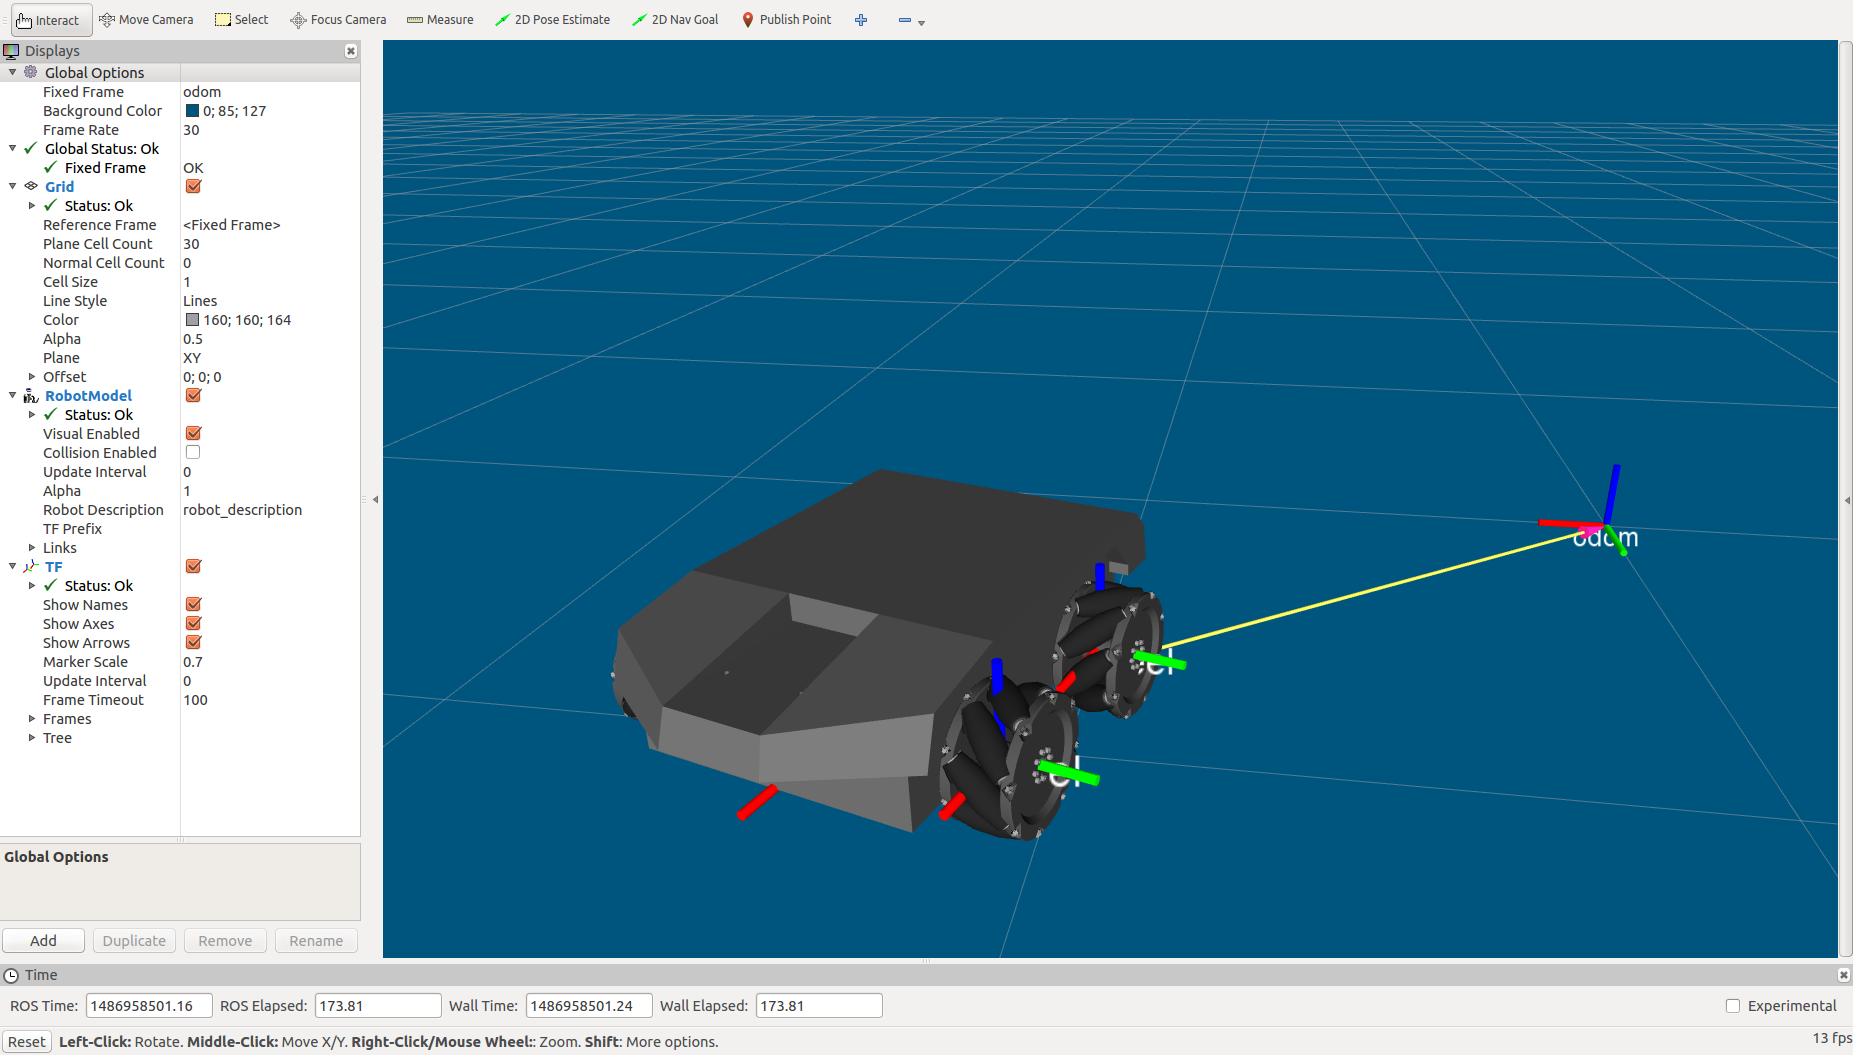 Interact Move Camera Select Focus Camera Measure 2D Pose Estimate 2D Nav Goal Publish Point
Displays
Global Options
Fixed Frame odom
Background Color 0; 85; 127
Frame Rate 30
Global Status: Ok
Fixed Frame OK
Grid
Status: Ok
Reference Frame <Fixed Frame>
Plane Cell Count 30
Normal Cell Count 0
Cell Size 1
Line Style Lines
Color 160; 160; 164
Alpha 0.5
Plane XY
Offset 0; 0; 0
RobotModel
Status: Ok
Visual Enabled
Collision Enabled
Update Interval 0
Alpha 1
Robot Description robot_description
TF Prefix
Links
TF
Status: Ok
Show Names
Show Axes
Show Arrows
Marker Scale 0.7
Update Interval 0
Frame Timeout 100
Frames
Tree
odom
el
Global Options
Add Duplicate Remove Rename
Time
ROS Time: 1486958501.16 ROS Elapsed: 173.81 Wall Time: 1486958501.24 Wall Elapsed: 173.81 Experimental
Reset Left-Click: Rotate. Middle-Click: Move X/Y. Right-Click/Mouse Wheel:: Zoom. Shift: More options. 13 fps